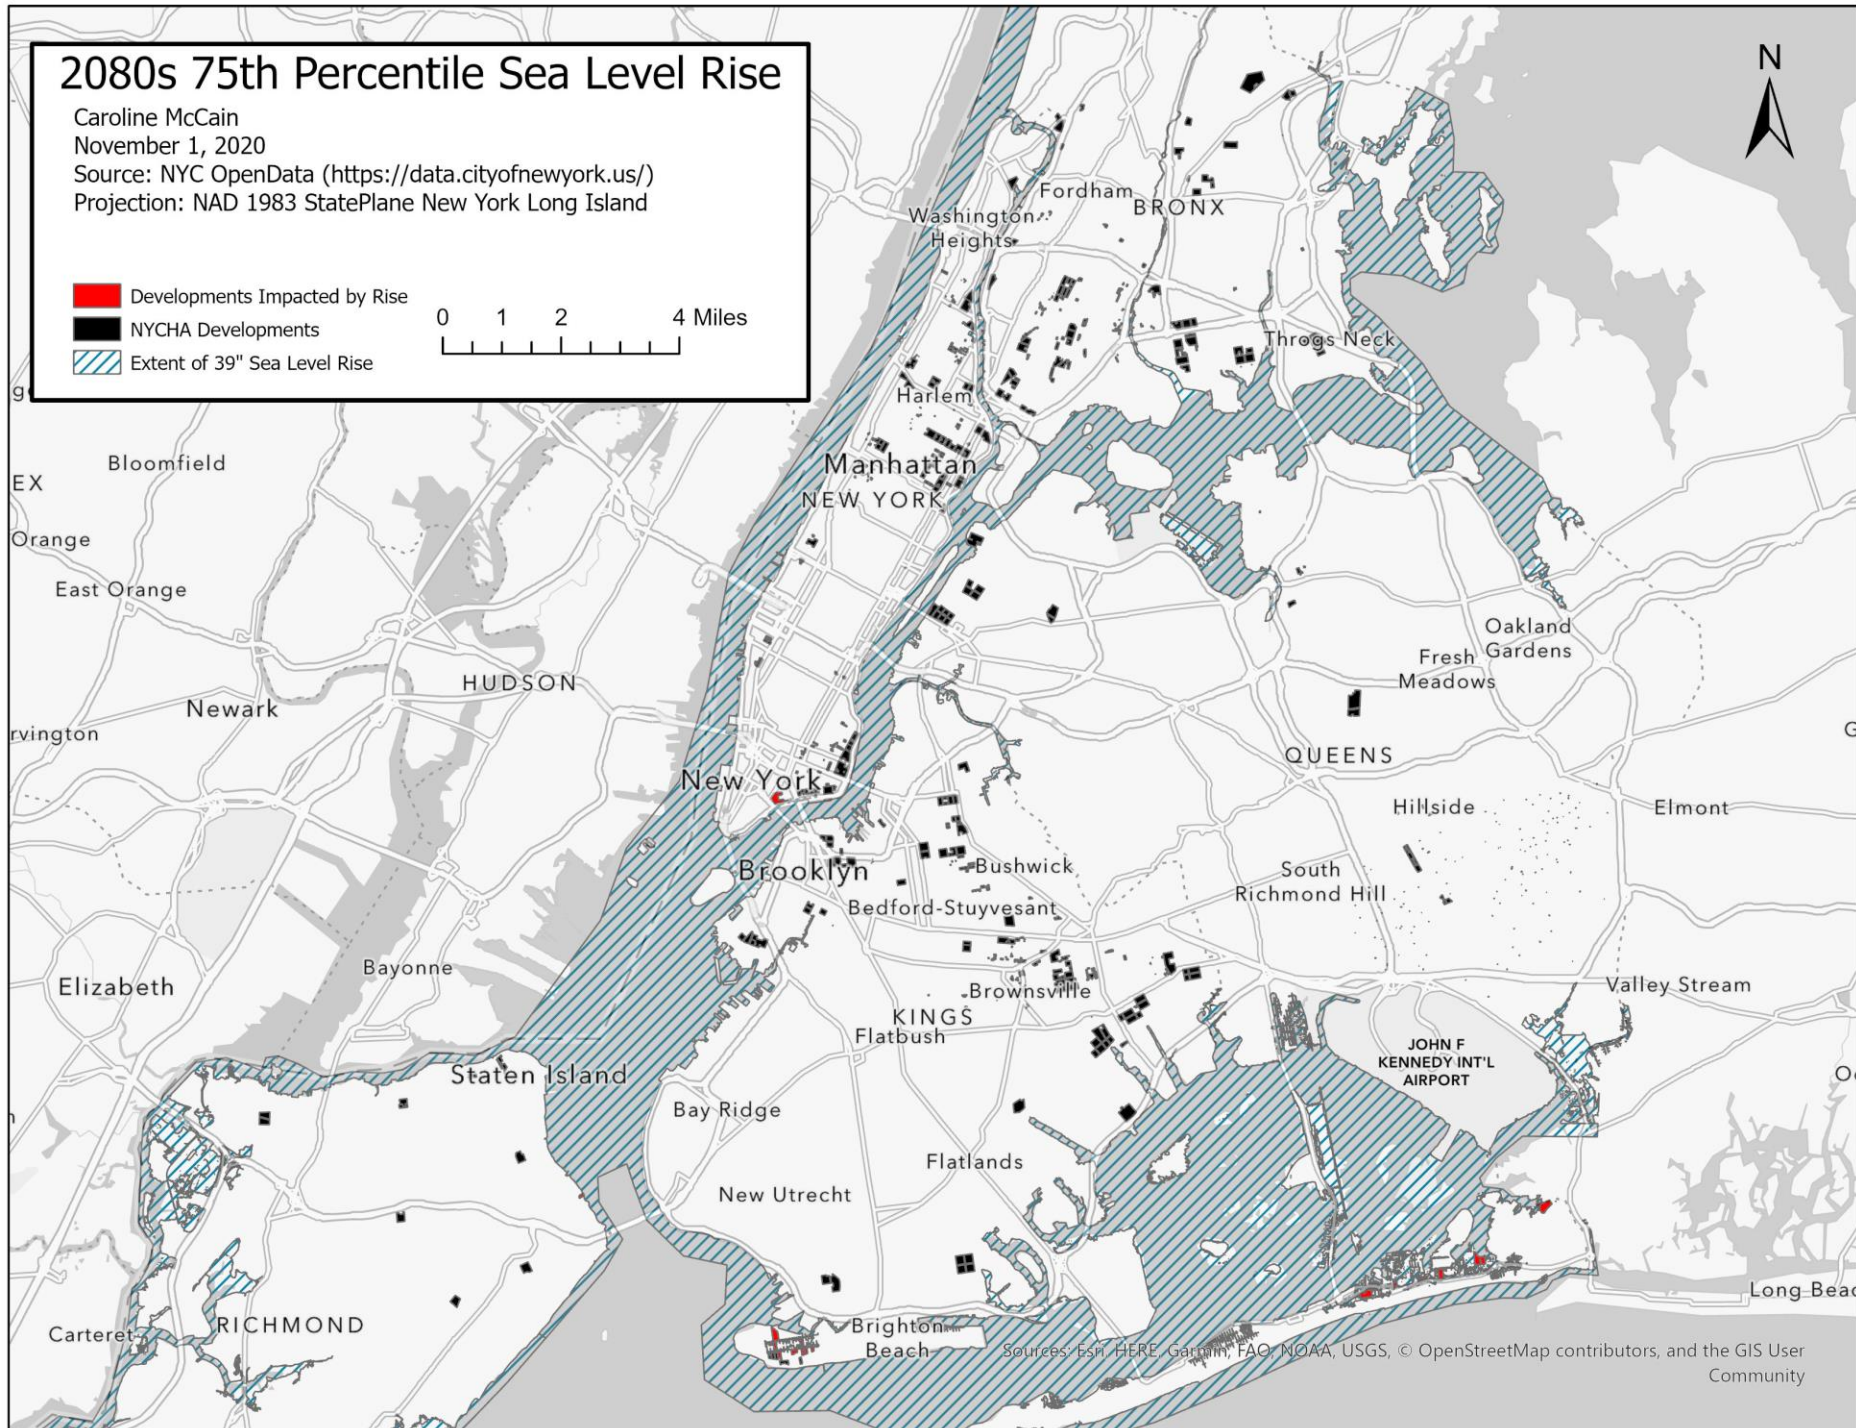 2080s 75th Percentile Sea Level Rise
Caroline McCain
November 1, 2020
Source: NYC OpenData (https://data.cityofnewyork.us/)
Projection: NAD 1983 StatePlane New York Long Island
Developments Impacted by Rise
NYCHA Developments
Extent of 39" Sea Level Rise
0 1 2 4 Miles
N
Fordham
BRONX
Washington
Heights
Throgs Neck
Harlem
Bloomfield
Manhattan
NEW YORK
EX
Orange
East Orange
Oakland
Gardens
Fresh
Meadows
HUDSON
Newark
rvington
QUEENS
New York
Hillside
Elmont
Brooklyn
Bushwick
South
Richmond Hill
Bedford-Stuyvesant
Bayonne
Elizabeth
Brownsville
Valley Stream
KINGS
Flatbush
JOHN F
KENNEDY INT'L
AIRPORT
Staten Island
Bay Ridge
Flatlands
New Utrecht
Long Beac
RICHMOND
Carteret
Brighton
Beach
Sources: Esri, HERE, Garmin, FAO, NOAA, USGS, © OpenStreetMap contributors, and the GIS User
Community